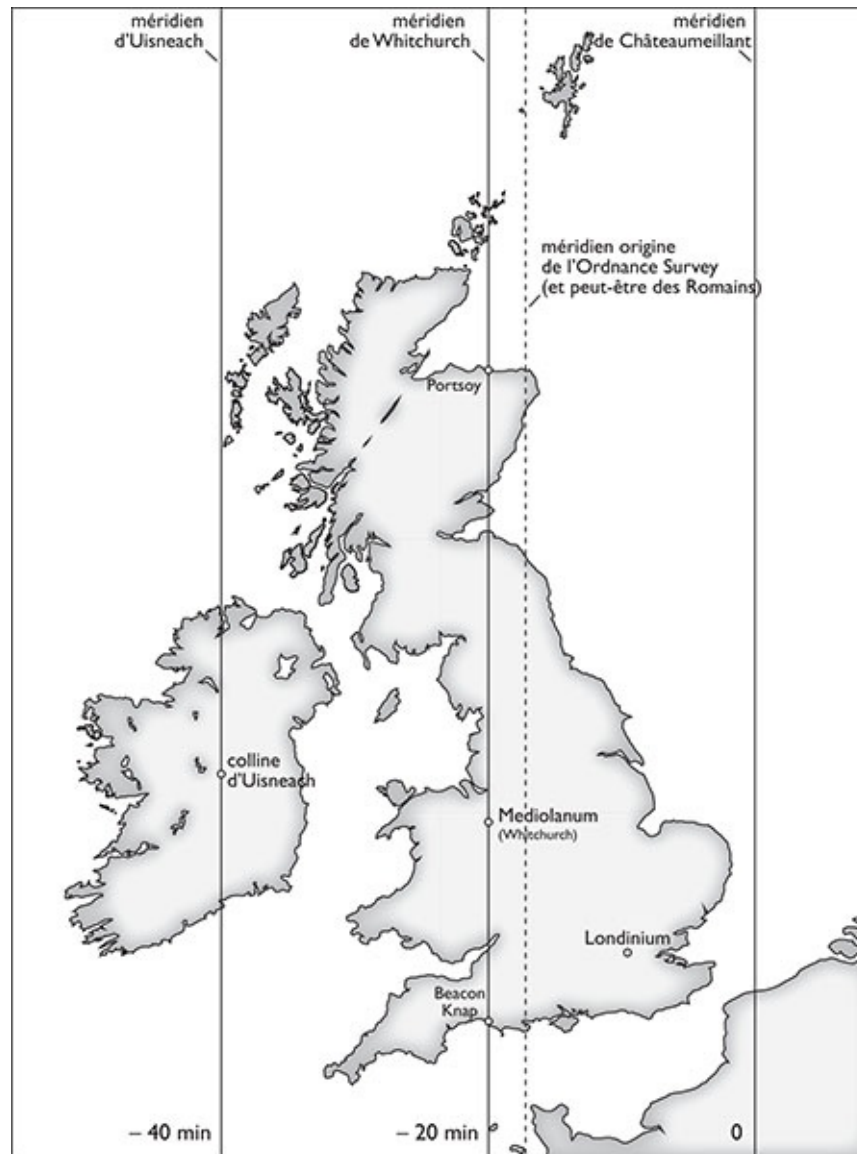 méridien
d'Uisneach
méridien
de Whitchurch
méridien
de Châteaumeillant
méridien origine
de l'Ordnance Survey
(et peut-être des Romains)
Portsoy
colline
d'Uisneach
Mediolanum
(Whitchurch)
Londinium
Beacon
Knap
– 40 min
– 20 min
0